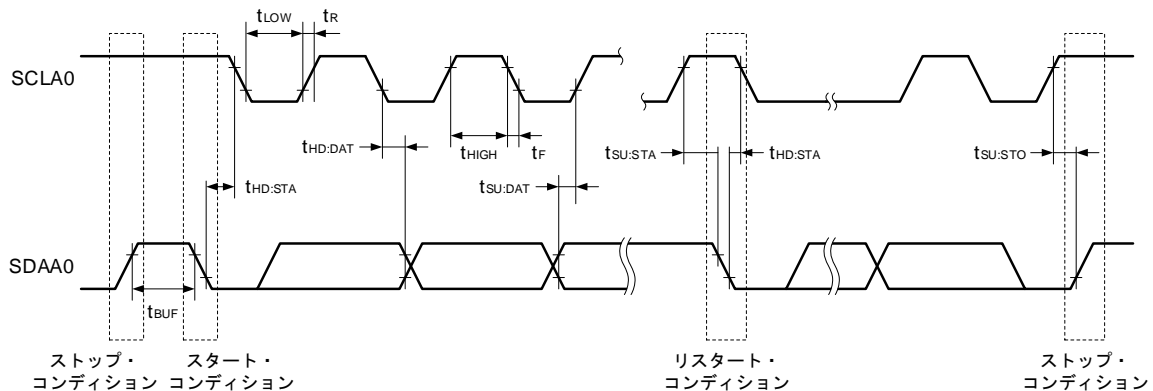 tLOW
tR
SCLA0
tHD:DAT
tHIGH
tF
tSU:STA
tHD:STA
tSU:STO
tHD:STA
tSU:DAT
SDAA0
tBUF
ストップ・
コンディション
スタート・
コンディション
リスタート・
コンディション
ストップ・
コンディション